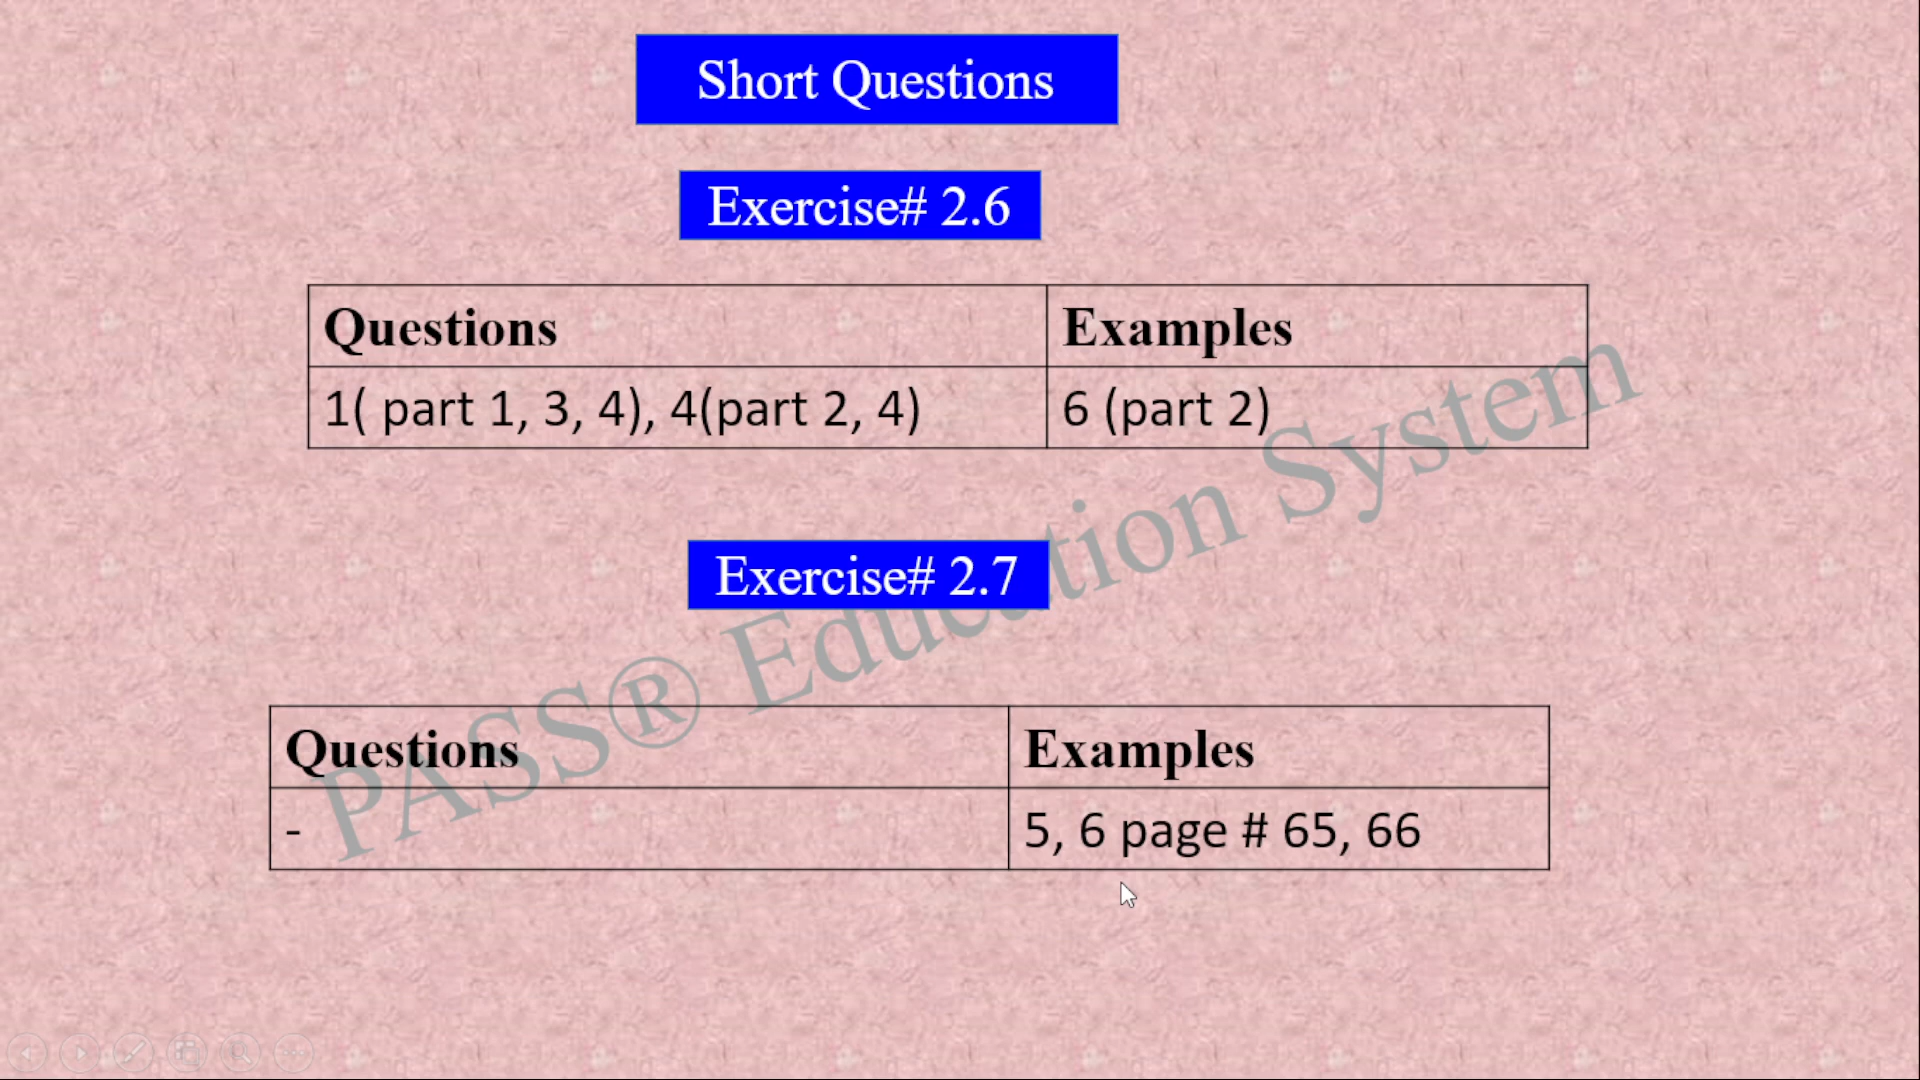 Short Questions
Exercise# 2.6
Questions Examples
1( part 1, 3, 4), 4(part 2, 4) 6 (part 2)
Exercise# 2.7
PASS® Education System
Questions Examples
- 5, 6 page # 65, 66